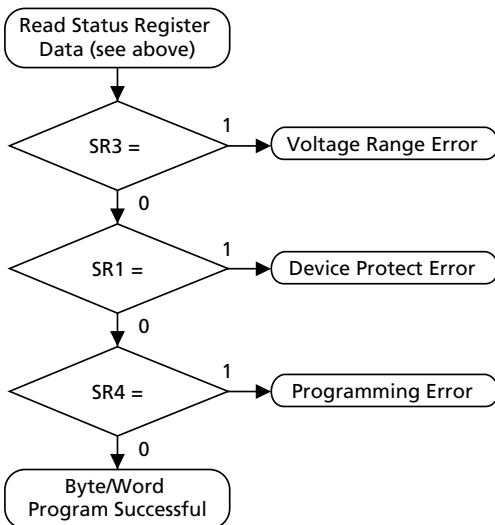 Read Status Register
Data (see above)
1
SR3 =
Voltage Range Error
0
1
SR1 =
Device Protect Error
0
1
SR4 =
Programming Error
0
Byte/Word
Program Successful